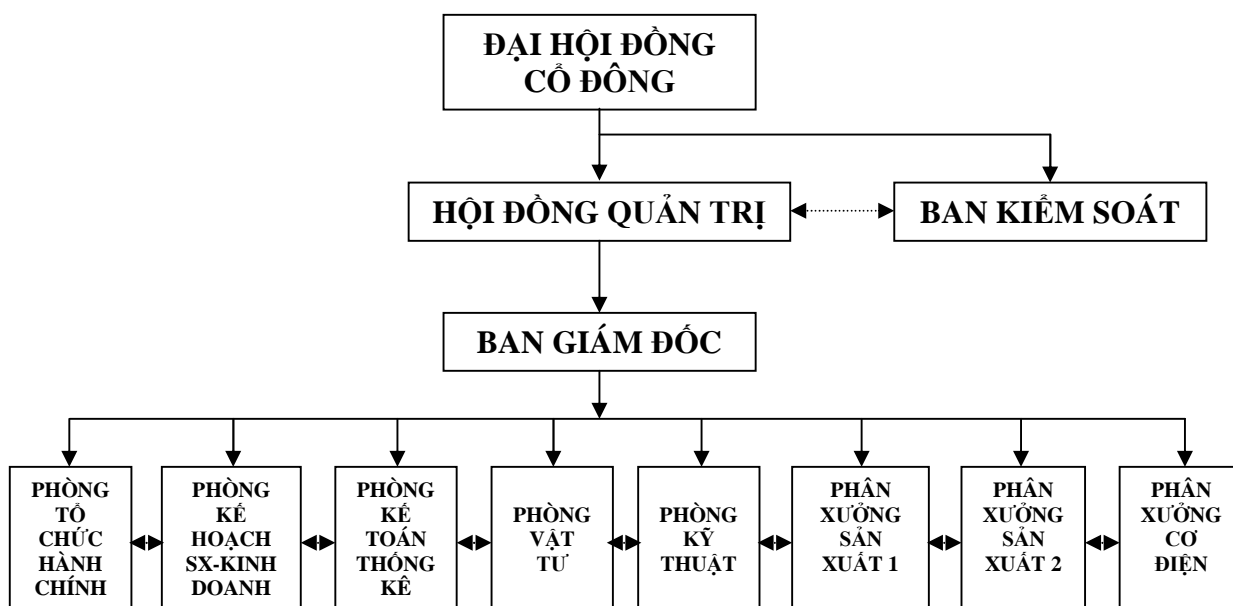 ĐẠI HỘI ĐỒNG
CỔ ĐÔNG
HỘI ĐỒNG QUẢN TRỊ
BAN KIỂM SOÁT
BAN GIÁM ĐỐC
PHÒNG
TỔ
CHỨC
HÀNH
CHÍNH
PHÒNG
KẾ
HOẠCH
SX-KINH
DOANH
PHÒNG
KẾ
TOÁN
THỐNG
KÊ
PHÒNG
VẬT
TƯ
PHÒNG
KỸ
THUẬT
PHÂN
XƯỞNG
SẢN
XUẤT 1
PHÂN
XƯỞNG
SẢN
XUẤT 2
PHÂN
XƯỞNG
CƠ
ĐIỆN